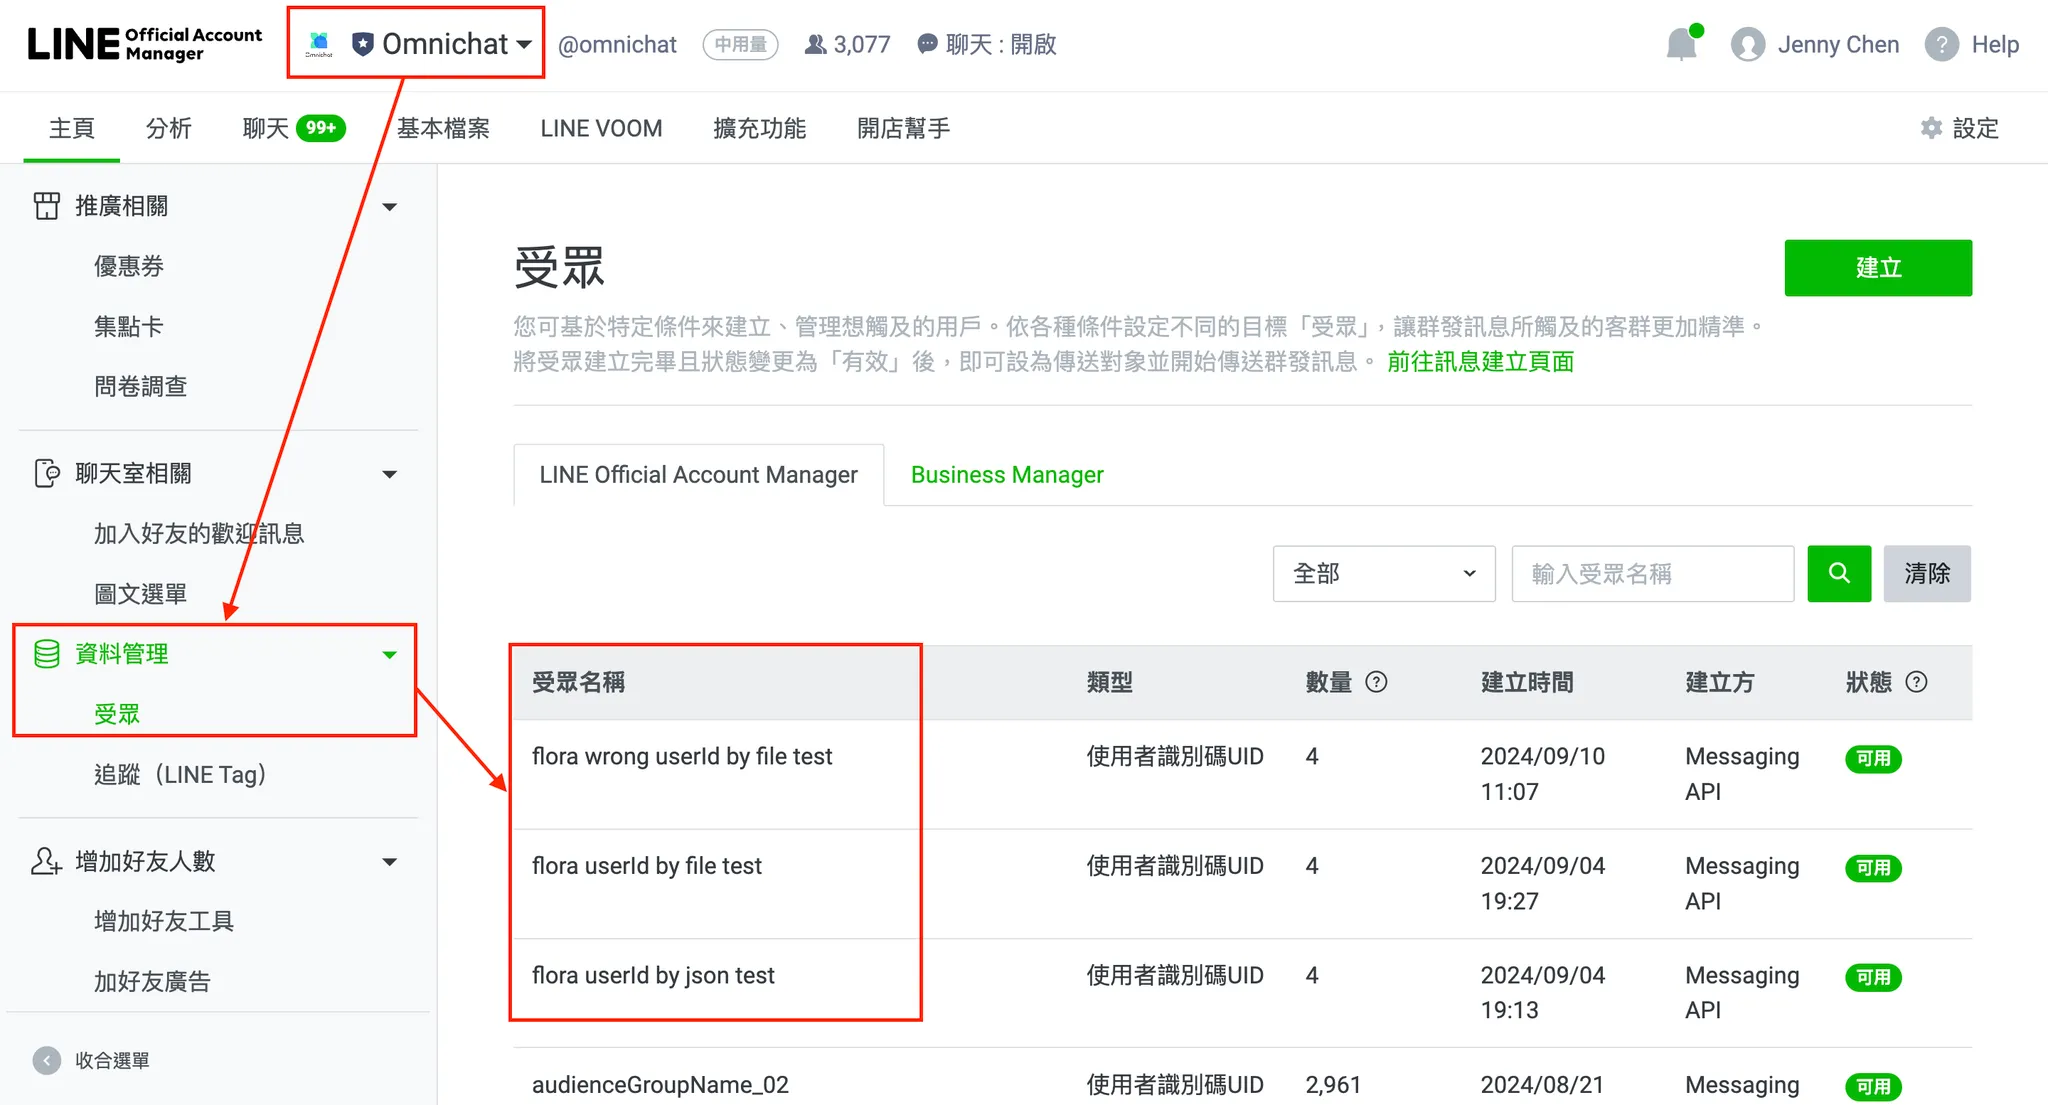 LINE Official Account Manager
Omnichat
Omnichat
@omnichat
中用量
3,077
聊天 : 開啟
Jenny Chen
? Help
主頁
分析
聊天 99+
基本檔案
LINE VOOM
擴充功能
開店幫手
設定
推廣相關
優惠券
集點卡
問卷調查
聊天室相關
加入好友的歡迎訊息
圖文選單
資料管理
受眾
追蹤（LINE Tag）
增加好友人數
增加好友工具
加好友廣告
收合選單
受眾
建立
您可基於特定條件來建立、管理想觸及的用戶。依各種條件設定不同的目標「受眾」，讓群發訊息所觸及的客群更加精準。
將受眾建立完畢且狀態變更為「有效」後，即可設為傳送對象並開始傳送群發訊息。 前往訊息建立頁面
LINE Official Account Manager
Business Manager
全部
輸入受眾名稱
清除
受眾名稱 類型 數量 ? 建立時間 建立方 狀態 ?
flora wrong userId by file test 使用者識別碼UID 4 2024/09/10 11:07 Messaging API 可用
flora userId by file test 使用者識別碼UID 4 2024/09/04 19:27 Messaging API 可用
flora userId by json test 使用者識別碼UID 4 2024/09/04 19:13 Messaging API 可用
audienceGroupName_02 使用者識別碼UID 2,961 2024/08/21 Messaging 可用